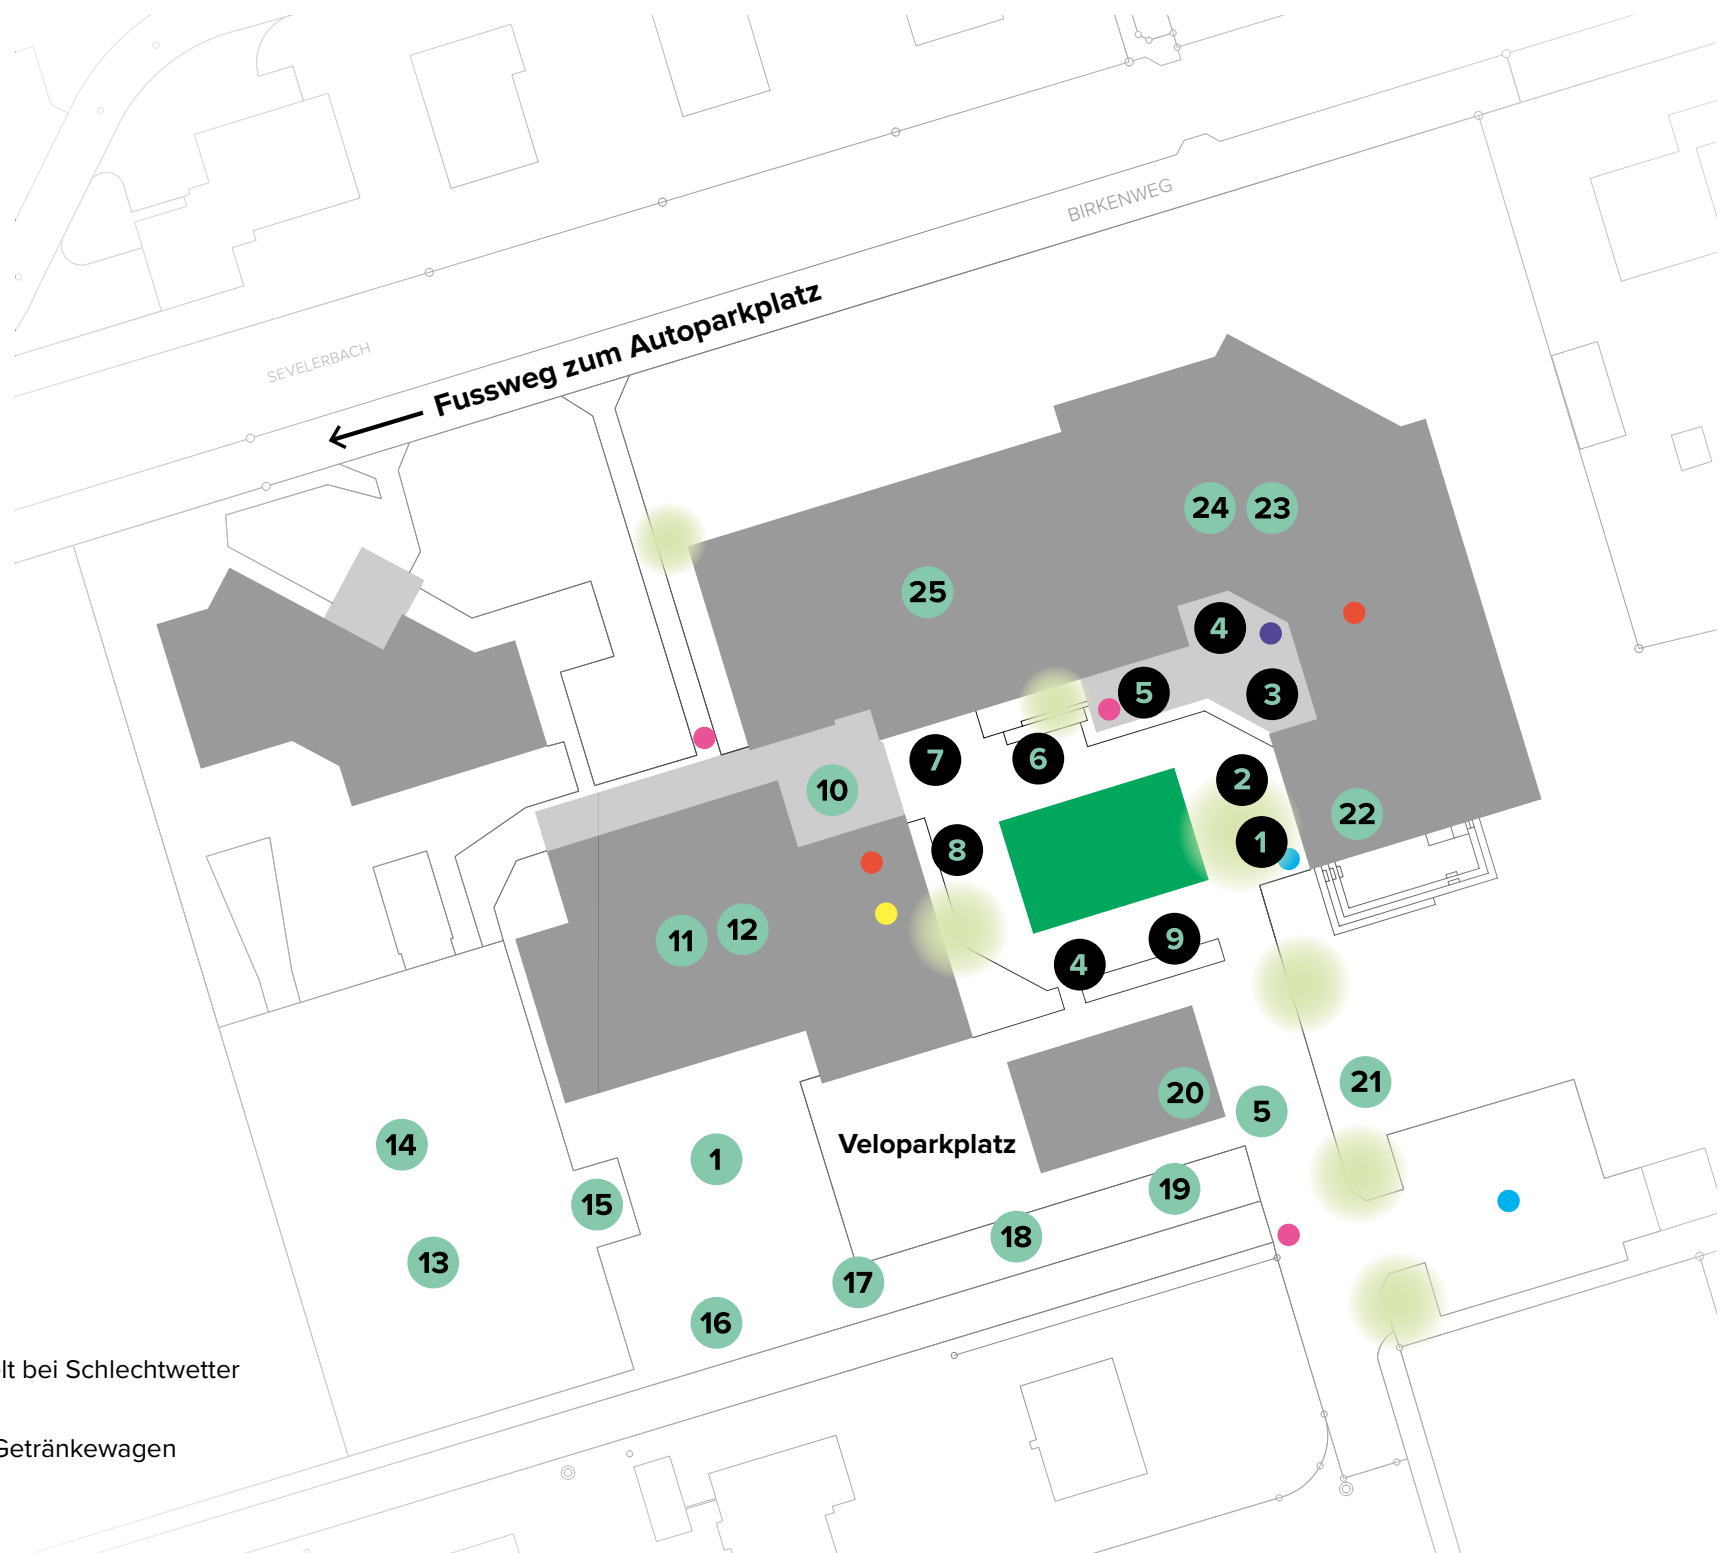 BIRKENWEG
Fussweg zum Autoparkplatz
SEVELERBACH
24 23
25
4
5 3
7 6 2
10 22
8 1
11 12
4 9
14 1 20 5 21
Veloparkplatz
15 19
13 18
17
16
lt bei Schlechtwetter
Getränkewagen